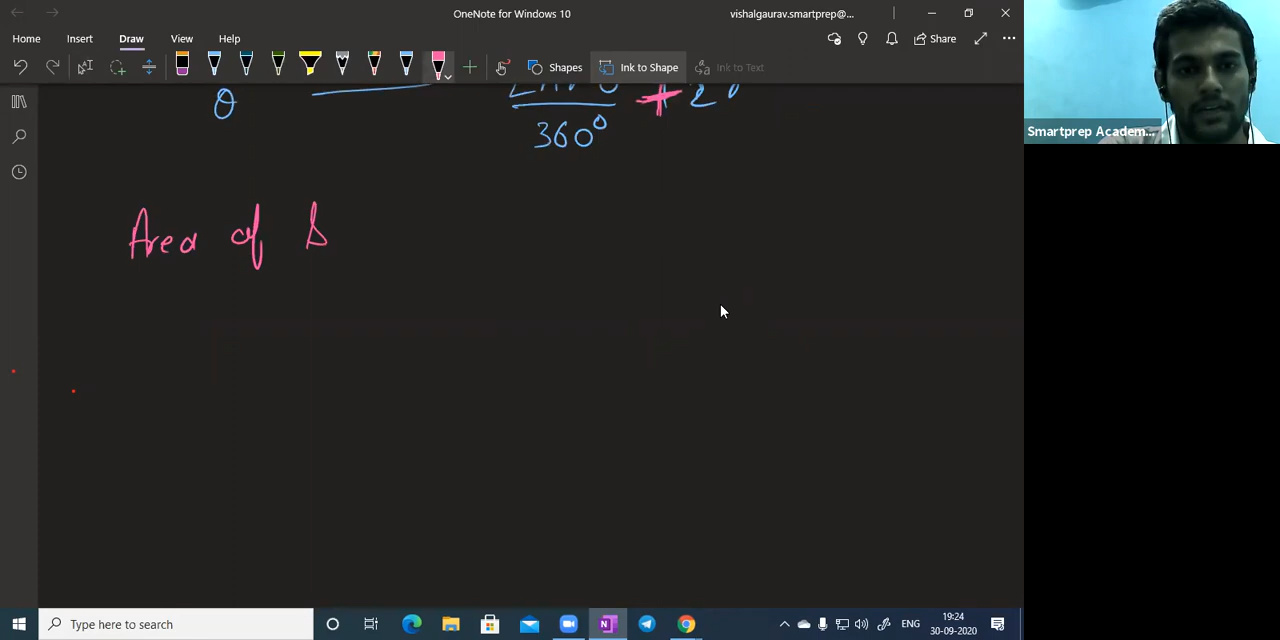 OneNote for Windows 10
vishalgaurav.smartprep@...
Home Insert Draw View Help
Share
Shapes
Ink to Shape
Ink to Text
θ
360°
+ 2
Area of S
Smartprep Academ...
Type here to search
N
ENG
19:24
30-09-2020